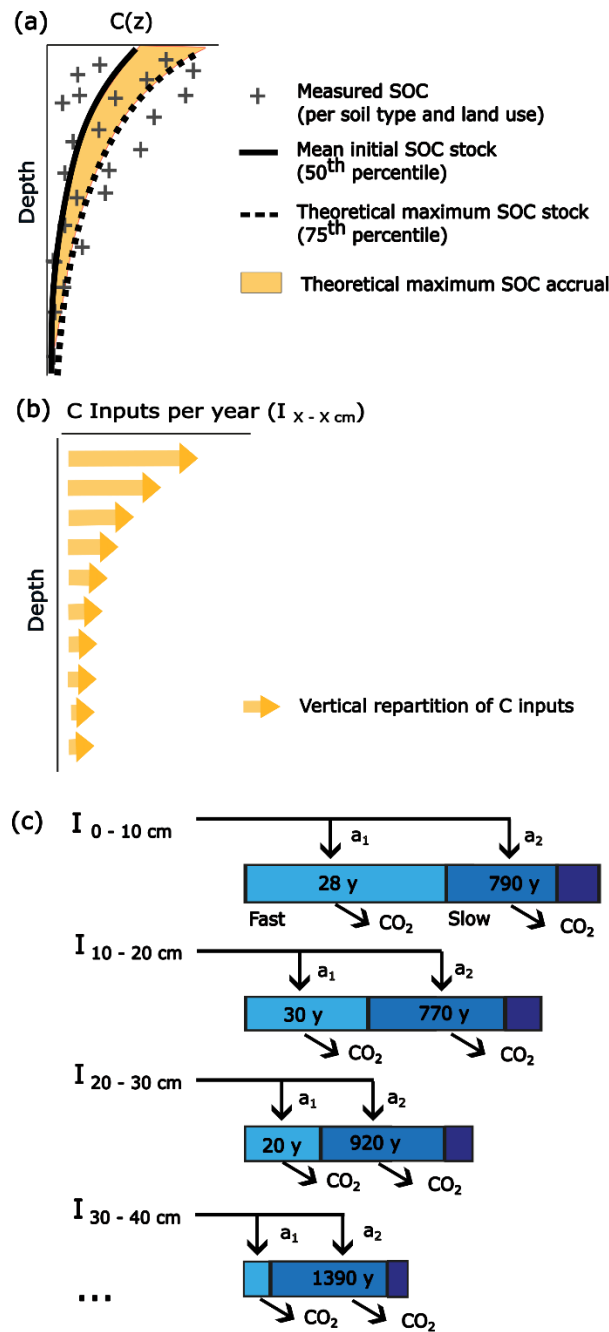 (a)
C(z)
Depth
Measured SOC
(per soil type and land use)
Mean initial SOC stock
(50th percentile)
Theoretical maximum SOC stock
(75th percentile)
Theoretical maximum SOC accrual
(b) C Inputs per year (I x - x cm)
Depth
Vertical repartition of C inputs
(c) I 0 - 10 cm
a1 a2
28 y 790 y
Fast CO2 Slow CO2
I 10 - 20 cm
a1 a2
30 y 770 y
CO2 CO2
I 20 - 30 cm
a1 a2
20 y 920 y
CO2 CO2
I 30 - 40 cm
a1 a2
1390 y
... CO2 CO2